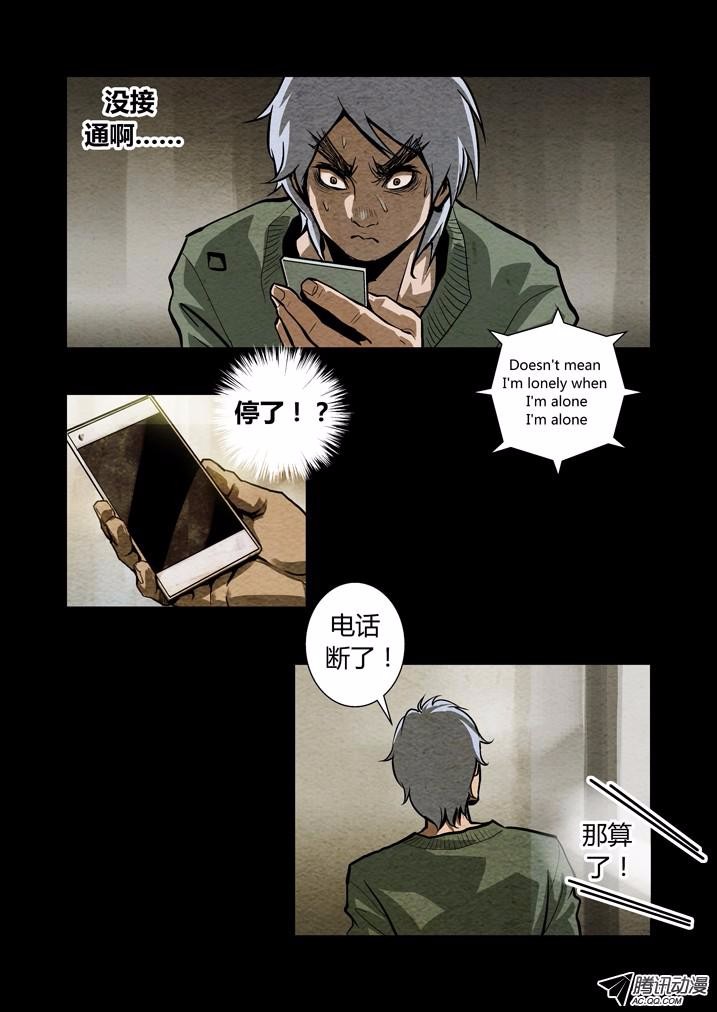 没接
通啊……
Doesn't mean
I'm lonely when
I'm alone
I'm alone
停了！？
电话
断了！
那算
了！
腾讯动漫
AC.QQ.COM